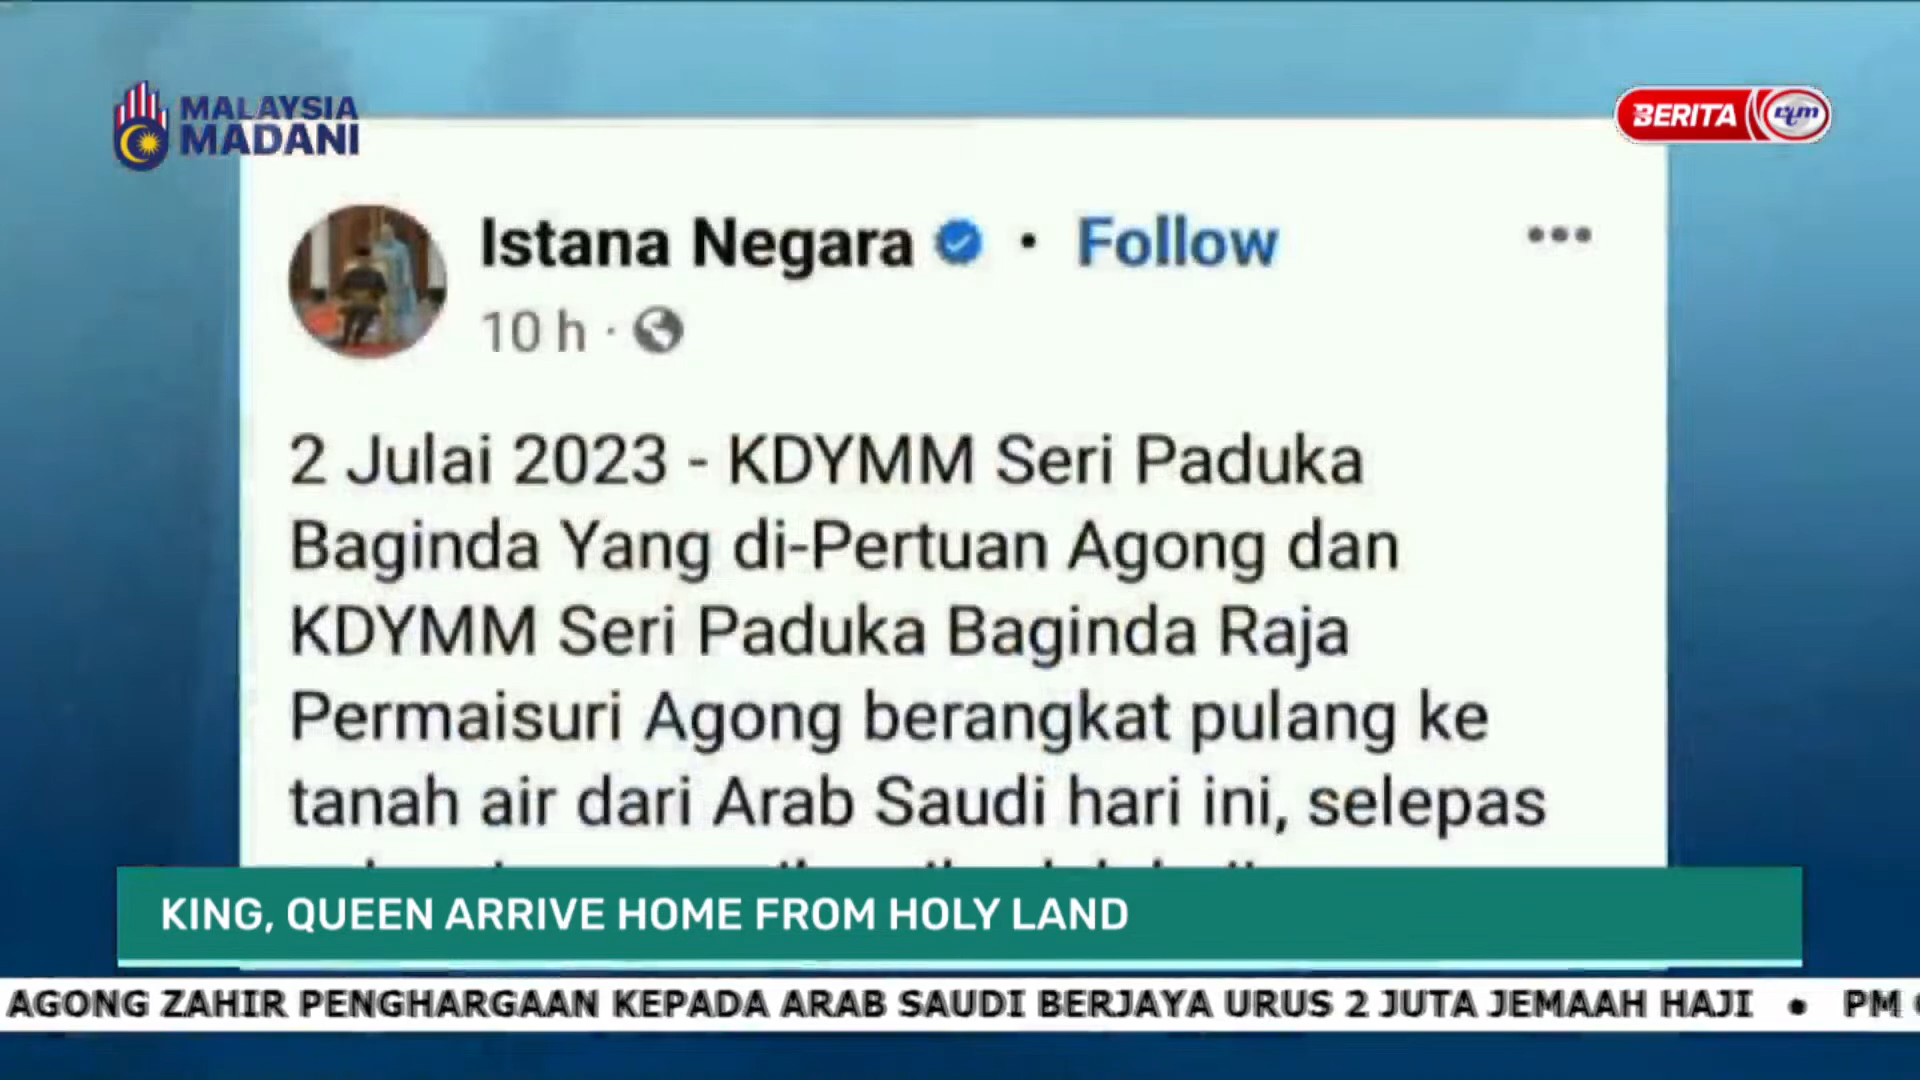 MALAYSIA
MADANI
BERITA rtm
Istana Negara • Follow
10 h ·
2 Julai 2023 - KDYMM Seri Paduka
Baginda Yang di-Pertuan Agong dan
KDYMM Seri Paduka Baginda Raja
Permaisuri Agong berangkat pulang ke
tanah air dari Arab Saudi hari ini, selepas
KING, QUEEN ARRIVE HOME FROM HOLY LAND
AGONG ZAHIR PENGHARGAAN KEPADA ARAB SAUDI BERJAYA URUS 2 JUTA JEMAAH HAJI • PM